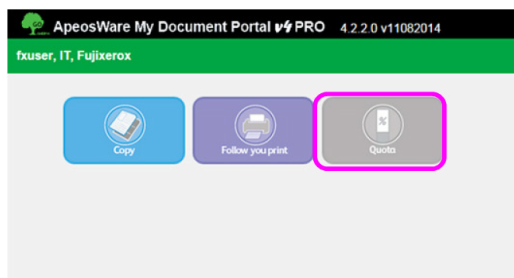 GO
ApeosWare My Document Portal v4 PRO 4.2.2.0 v11082014
fxuser, IT, Fujixerox
Copy
Follow you print
%
Quota